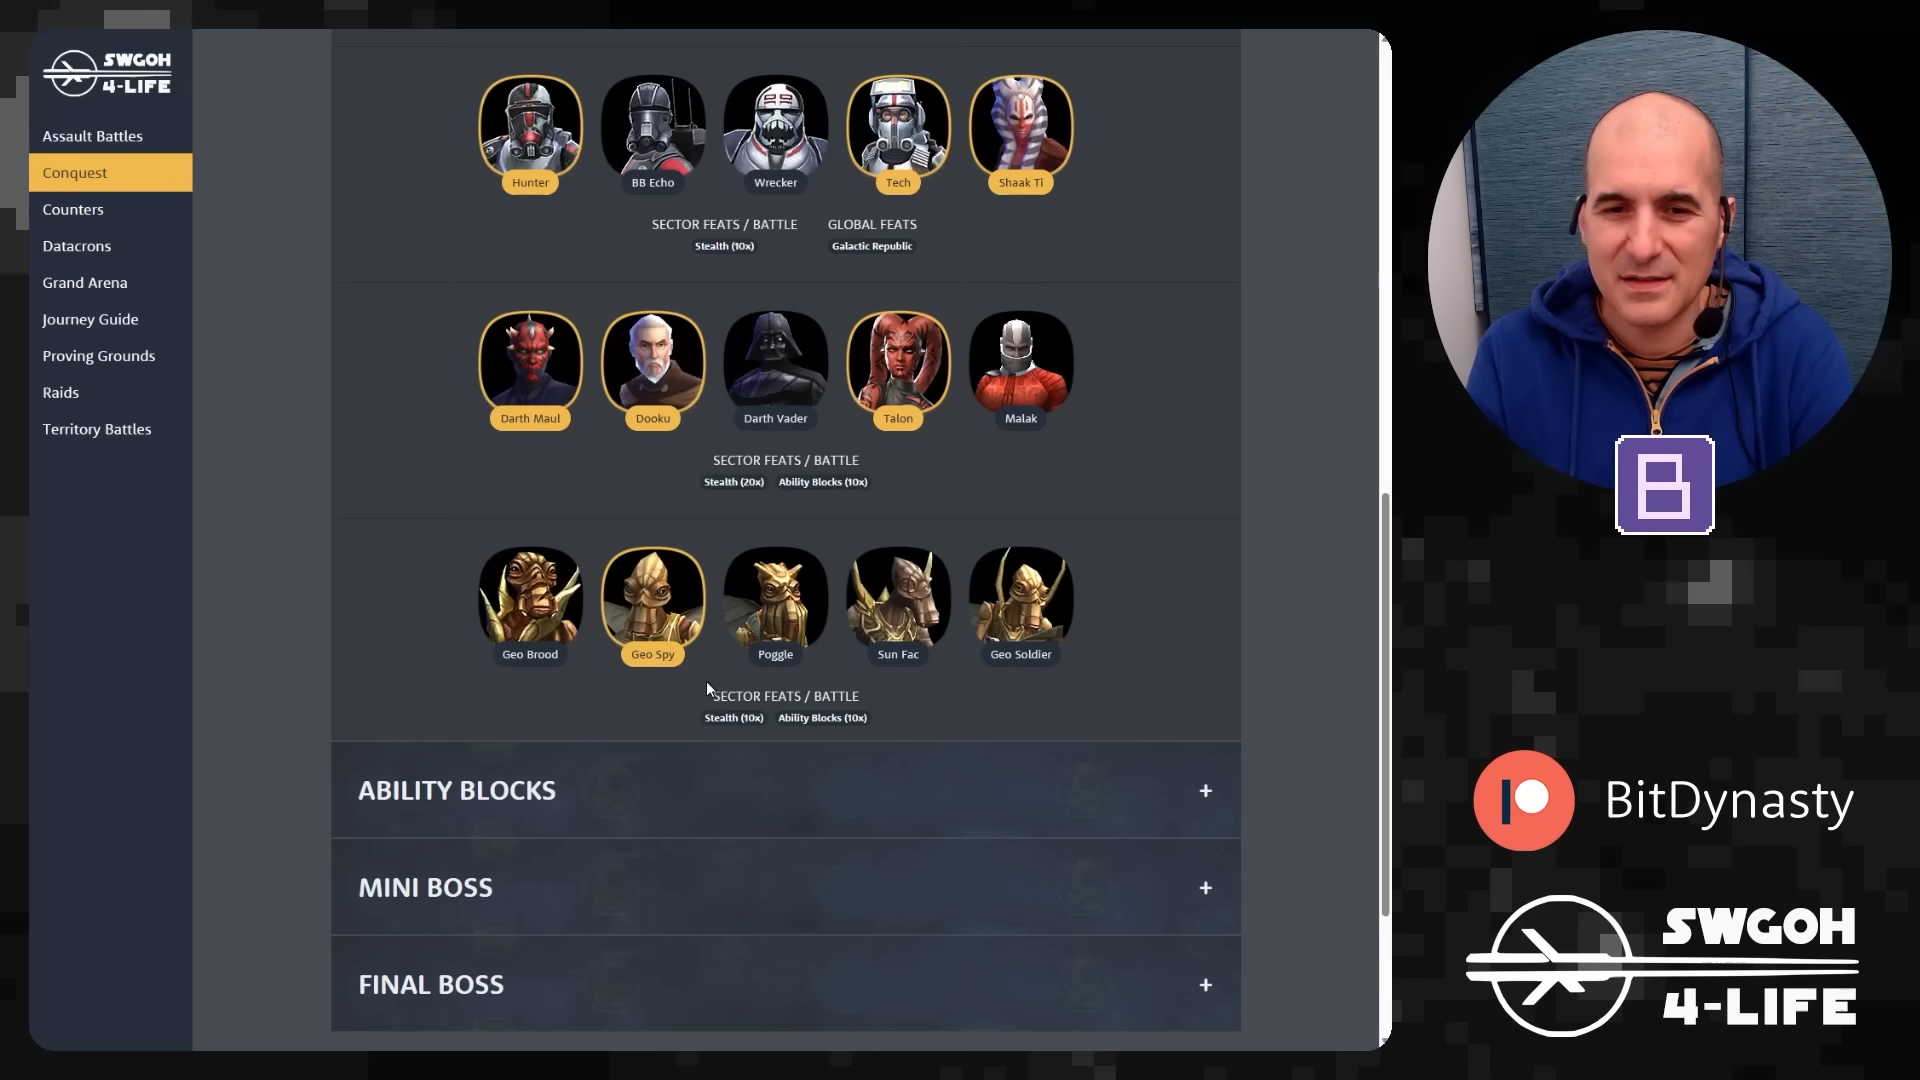 SWGOH
4-LIFE
Assault Battles
Conquest
Counters
Datacrons
Grand Arena
Journey Guide
Proving Grounds
Raids
Territory Battles
Hunter
BB Echo
Wrecker
Tech
Shaak Ti
SECTOR FEATS / BATTLE
GLOBAL FEATS
Stealth (10x)
Galactic Republic
Darth Maul
Dooku
Darth Vader
Talon
Malak
SECTOR FEATS / BATTLE
Stealth (20x)
Ability Blocks (10x)
Geo Brood
Geo Spy
Poggle
Sun Fac
Geo Soldier
SECTOR FEATS / BATTLE
Stealth (10x)
Ability Blocks (10x)
ABILITY BLOCKS +
MINI BOSS +
FINAL BOSS +
B
BitDynasty
SWGOH
4-LIFE